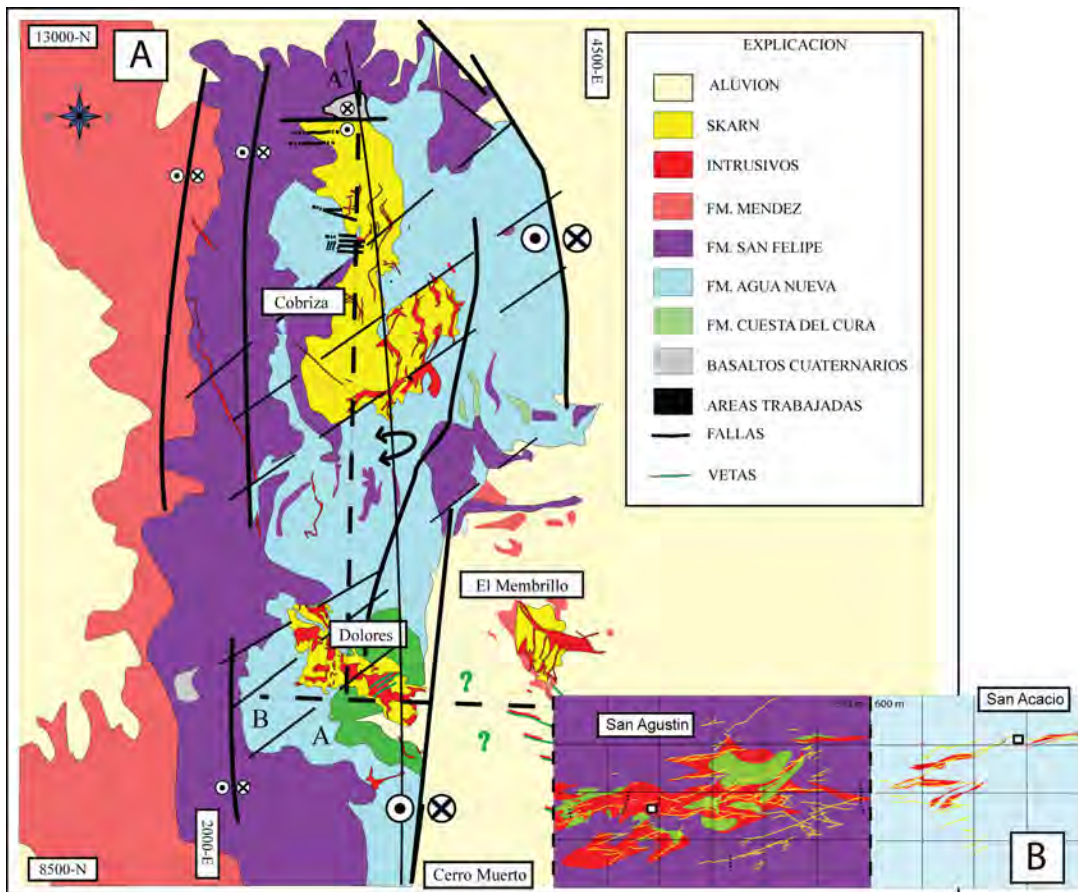 13000-N
A
4500-E
A'
EXPLICACION
ALUVION
SKARN
INTRUSIVOS
FM. MENDEZ
FM. SAN FELIPE
FM. AGUA NUEVA
FM. CUESTA DEL CURA
BASALTOS CUATERNARIOS
AREAS TRABAJADAS
FALLAS
VETAS
Cobriza
El Membrillo
Dolores
?
B
A
?
San Agustin
600 m
San Acacio
2000-E
8500-N
Cerro Muerto
B